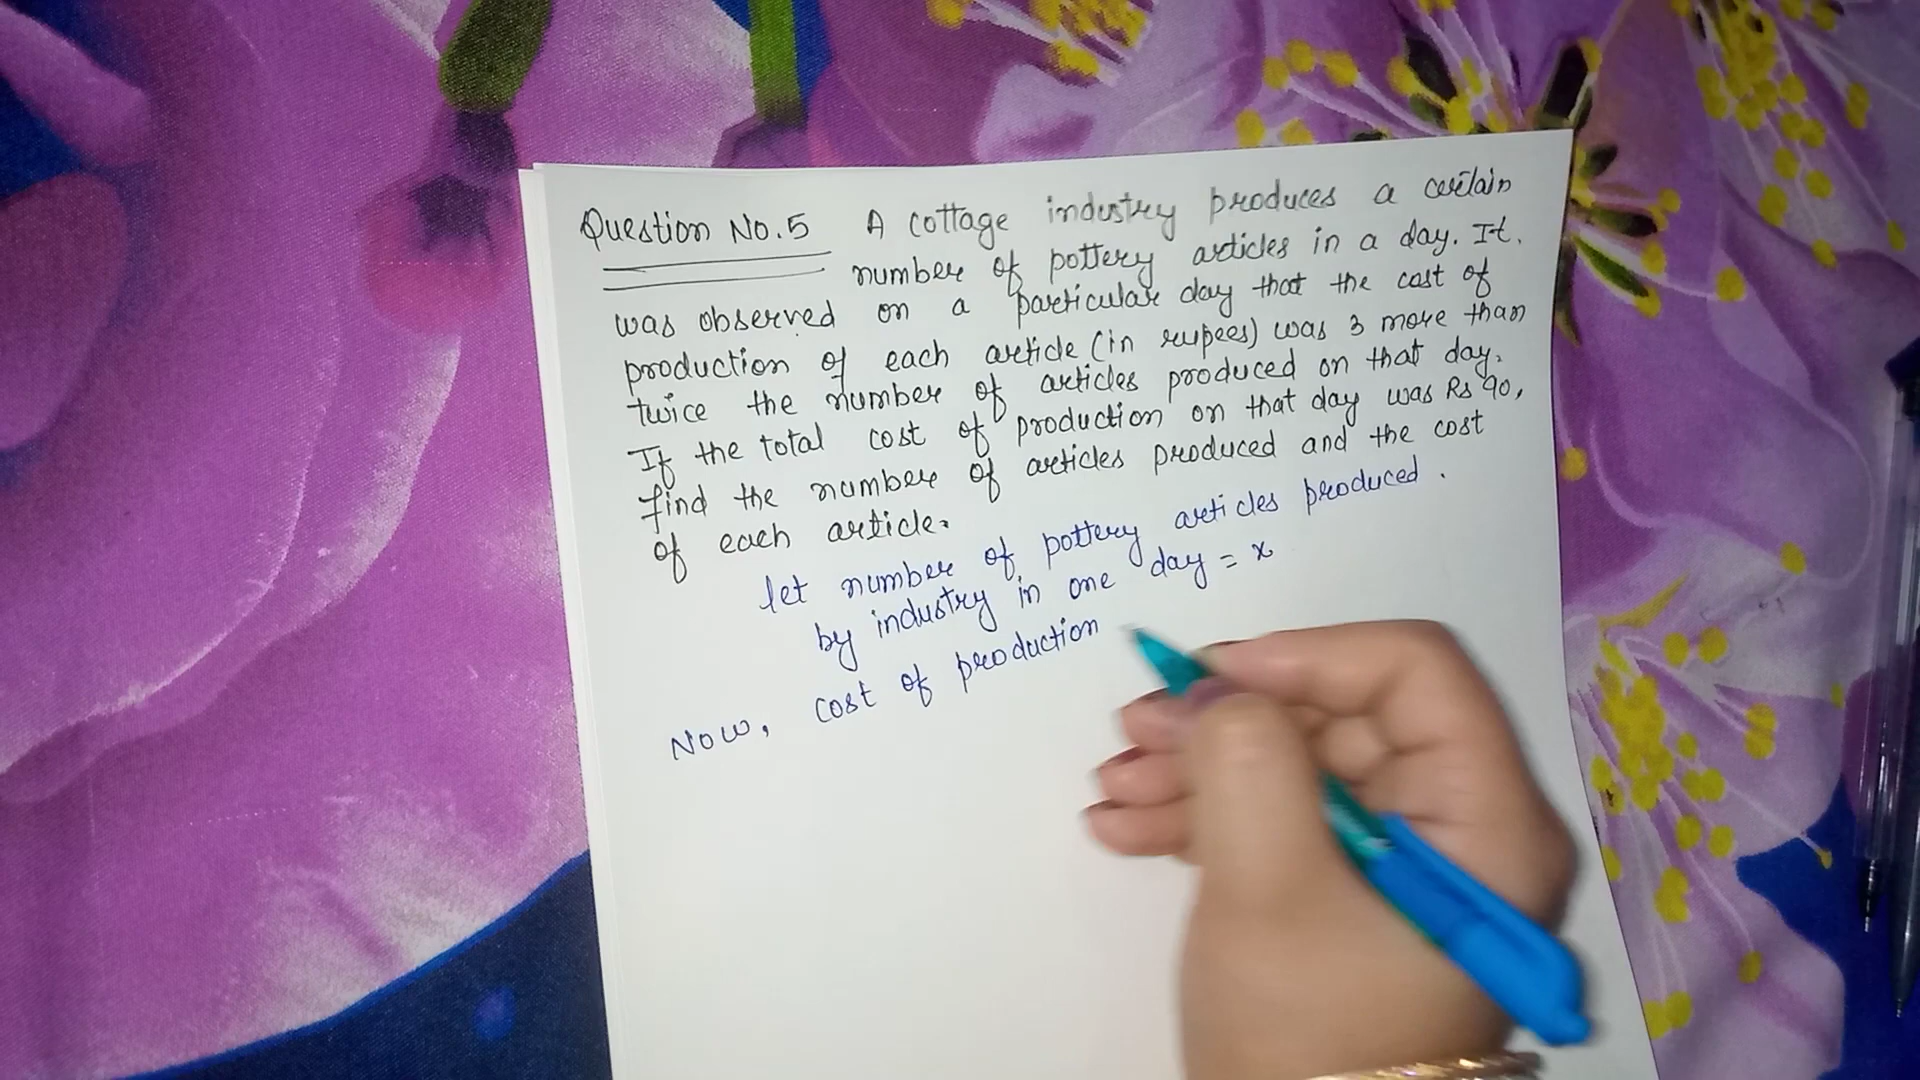 Question No.5 A cottage industry produces a certain
number of pottery articles in a day. It
was observed on a particular day that the cost of
production of each article (in rupees) was 3 more than
twice the number of articles produced on that day.
If the total cost of production on that day was Rs 90,
find the number of articles produced and the cost
of each article.
let number of pottery articles produced.
by industry in one day = x
Now, cost of production